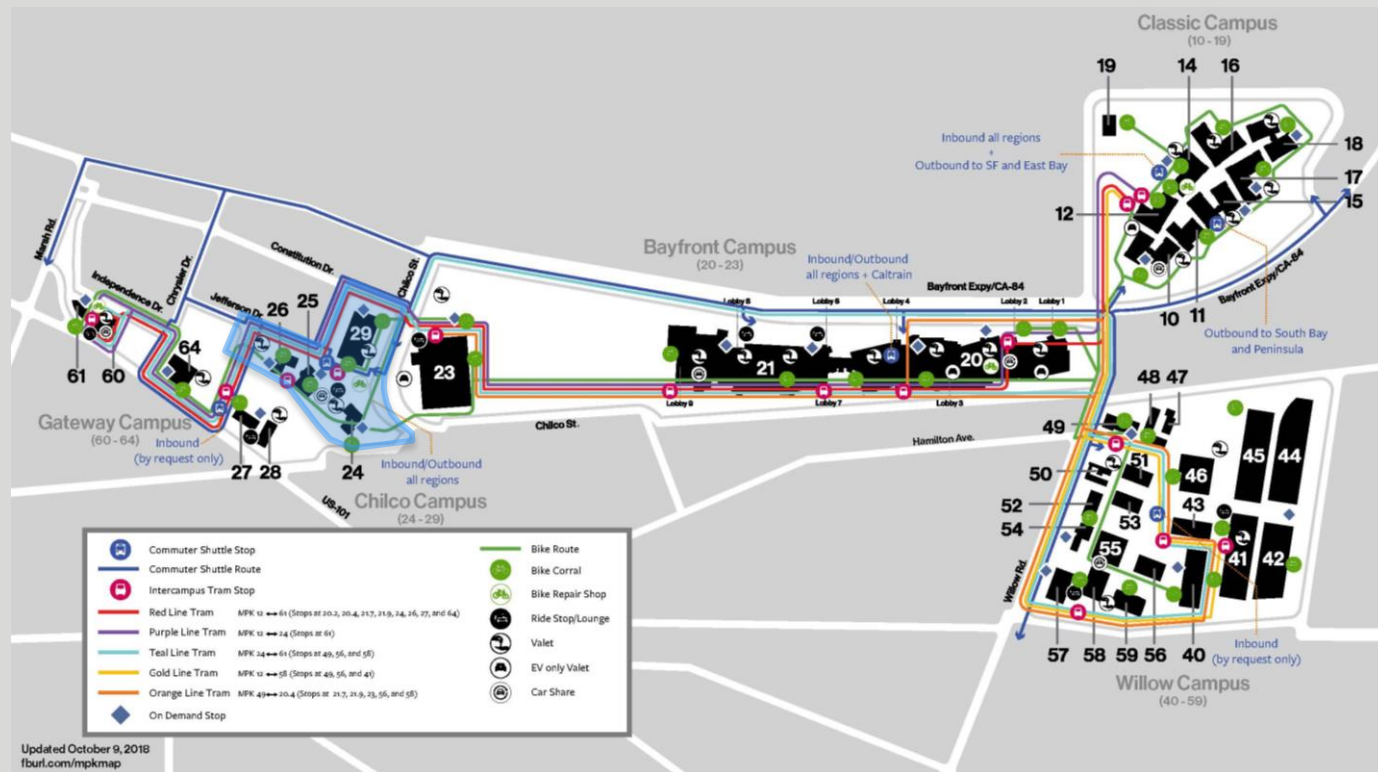 Classic Campus
(10 - 19)
19
14
16
18
17
15
12
10
11
Inbound all regions
+
Outbound to SF and East Bay
Outbound to South Bay
and Peninsula
Bayfront Expy/CA-84
Bayfront Campus
(20 - 23)
Inbound/Outbound
all regions + Caltrain
Bayfront Expy/CA-84
Lobby 8
Lobby 6
Lobby 4
Lobby 2
Lobby 1
21
20
23
Lobby 9
Lobby 7
Lobby 3
Chilco St.
Hamilton Ave.
Marsh Rd.
Independence Dr.
Chrysler Dr.
Constitution Dr.
Jefferson Dr.
Chilco St.
26
25
29
64
61
60
Gateway Campus
(60 - 64)
Inbound
(by request only)
27
28
24
Inbound/Outbound
all regions
Chilco Campus
(24 - 29)
US-101
48
47
49
50
51
46
45
44
52
54
53
43
55
41
42
57
58
59
56
40
Willow Rd.
Inbound
(by request only)
Willow Campus
(40 - 59)
Commuter Shuttle Stop
Commuter Shuttle Route
Intercampus Tram Stop
Red Line Tram MPK 12 ↔ 61 (Stops at 20.2, 20.4, 21.7, 21.9, 24, 26, 27, and 64)
Purple Line Tram MPK 12 ↔ 24 (Stops at 61)
Teal Line Tram MPK 24 ↔ 61 (Stops at 49, 56, and 58)
Gold Line Tram MPK 12 ↔ 58 (Stops at 49, 56, and 41)
Orange Line Tram MPK 49 ↔ 20.4 (Stops at 21.7, 21.9, 23, 56, and 58)
On Demand Stop
Bike Route
Bike Corral
Bike Repair Shop
Ride Stop/Lounge
Valet
EV only Valet
Car Share
Updated October 9, 2018
fburl.com/mpkmap